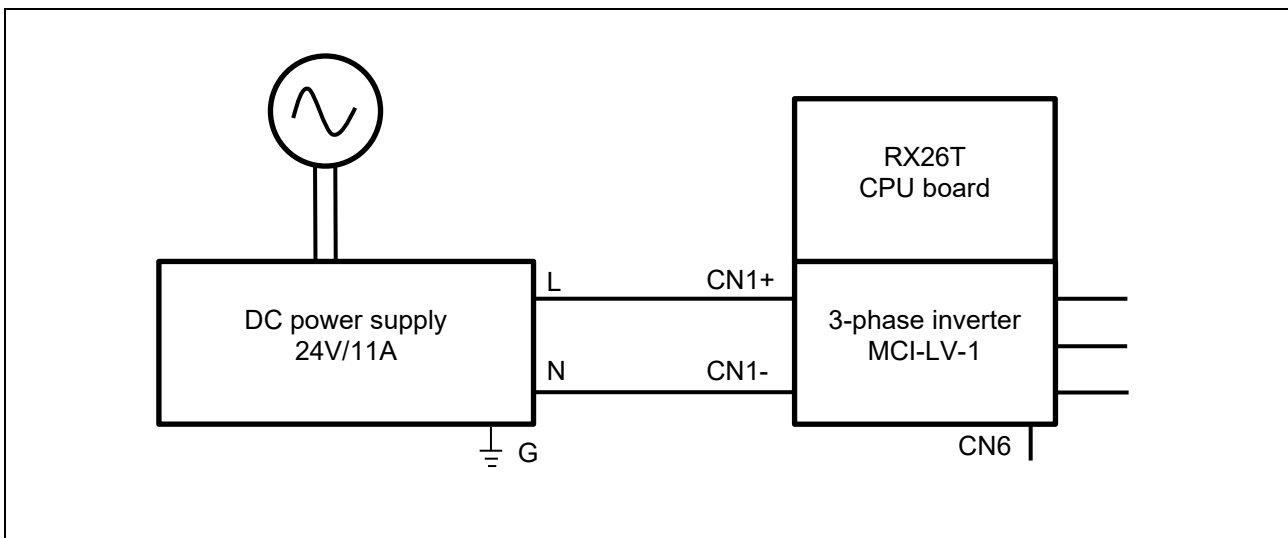 RX26T
CPU board
L
CN1+
DC power supply
24V/11A
3-phase inverter
MCI-LV-1
N
CN1-
G
CN6